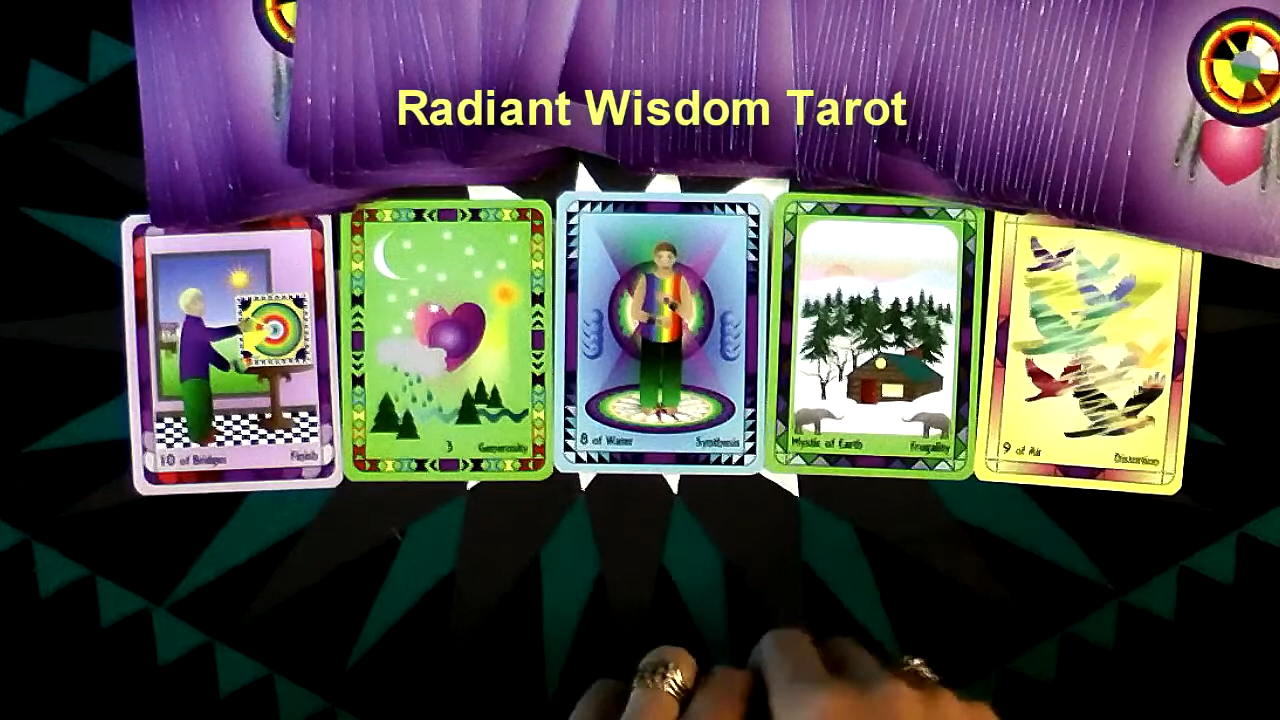 Radiant Wisdom Tarot
10 of Bridges Finish
3 Generosity
8 of Water Synthesis
Mystic of Earth Frugality
9 of Air Distortion